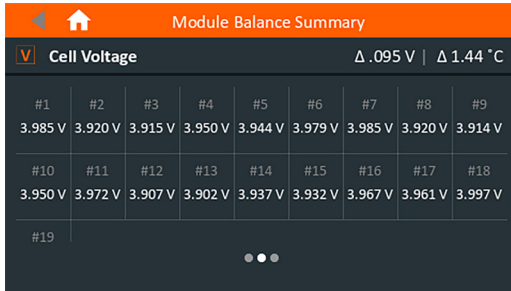 Module Balance Summary
V Cell Voltage Δ .095 V | Δ 1.44 °C
#1 #2 #3 #4 #5 #6 #7 #8 #9
3.985 V 3.920 V 3.915 V 3.950 V 3.944 V 3.979 V 3.985 V 3.920 V 3.914 V
#10 #11 #12 #13 #14 #15 #16 #17 #18
3.950 V 3.972 V 3.907 V 3.902 V 3.937 V 3.932 V 3.967 V 3.961 V 3.997 V
#19